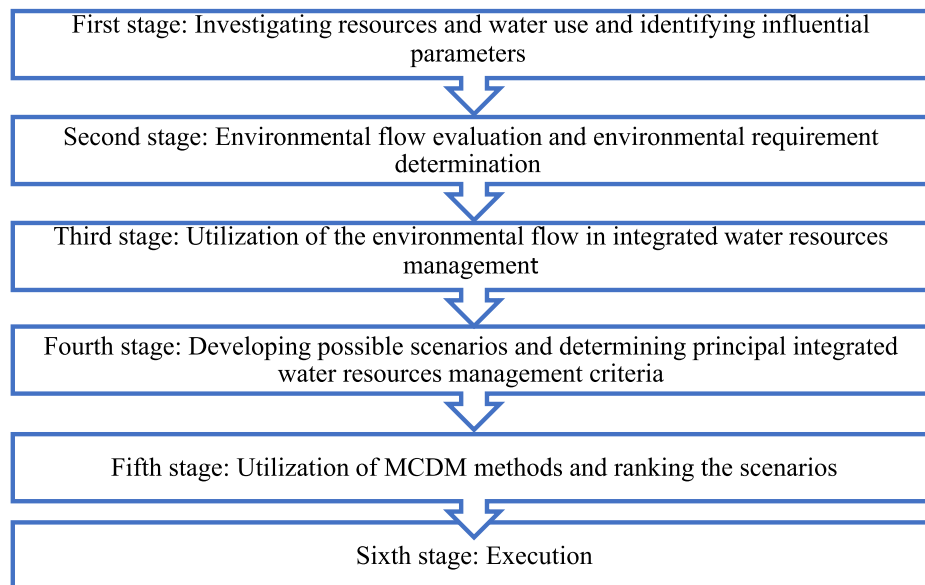 First stage: Investigating resources and water use and identifying influential
parameters
Second stage: Environmental flow evaluation and environmental requirement
determination
Third stage: Utilization of the environmental flow in integrated water resources
management
Fourth stage: Developing possible scenarios and determining principal integrated
water resources management criteria
Fifth stage: Utilization of MCDM methods and ranking the scenarios
Sixth stage: Execution